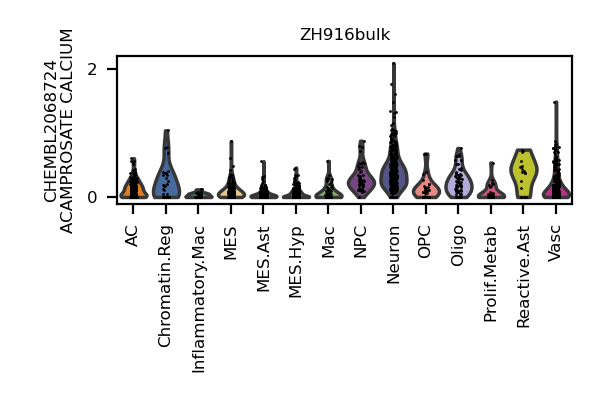 ZH916bulk
CHEMBL2068724
ACAMPROSATE CALCIUM
2
0
AC
Chromatin.Reg
Inflammatory.Mac
MES
MES.Ast
MES.Hyp
Mac
NPC
Neuron
OPC
Oligo
Prolif.Metab
Reactive.Ast
Vasc